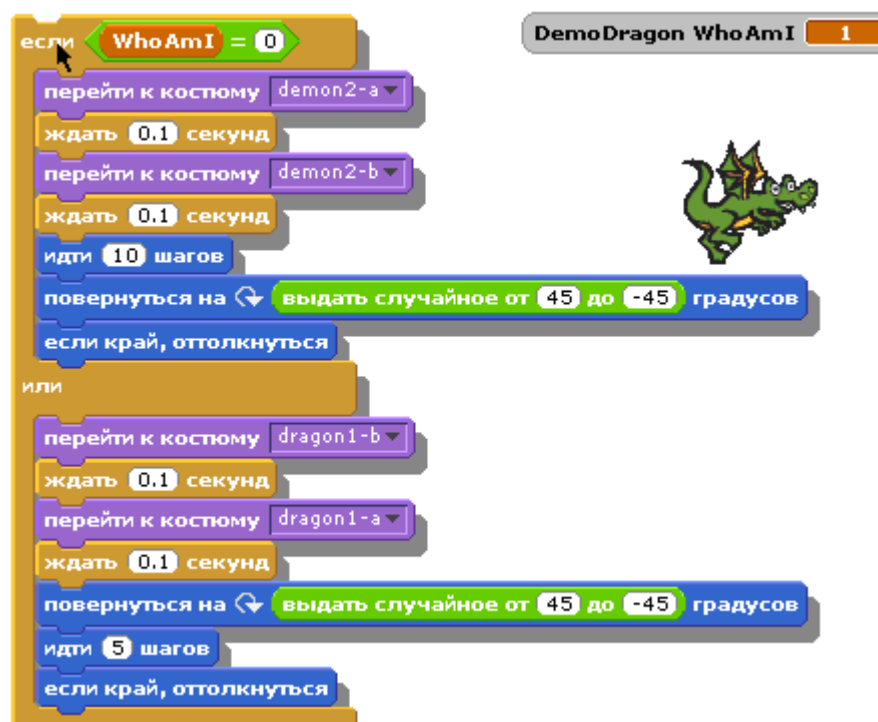 если WhoAmI = 0
DemoDragon WhoAmI 1
перейти к костюму demon2-a
ждать 0.1 секунд
перейти к костюму demon2-b
ждать 0.1 секунд
идти 10 шагов
повернуться на выдать случайное от 45 до -45 градусов
если край, оттолкнуться
или
перейти к костюму dragon1-b
ждать 0.1 секунд
перейти к костюму dragon1-a
ждать 0.1 секунд
повернуться на выдать случайное от 45 до -45 градусов
идти 5 шагов
если край, оттолкнуться